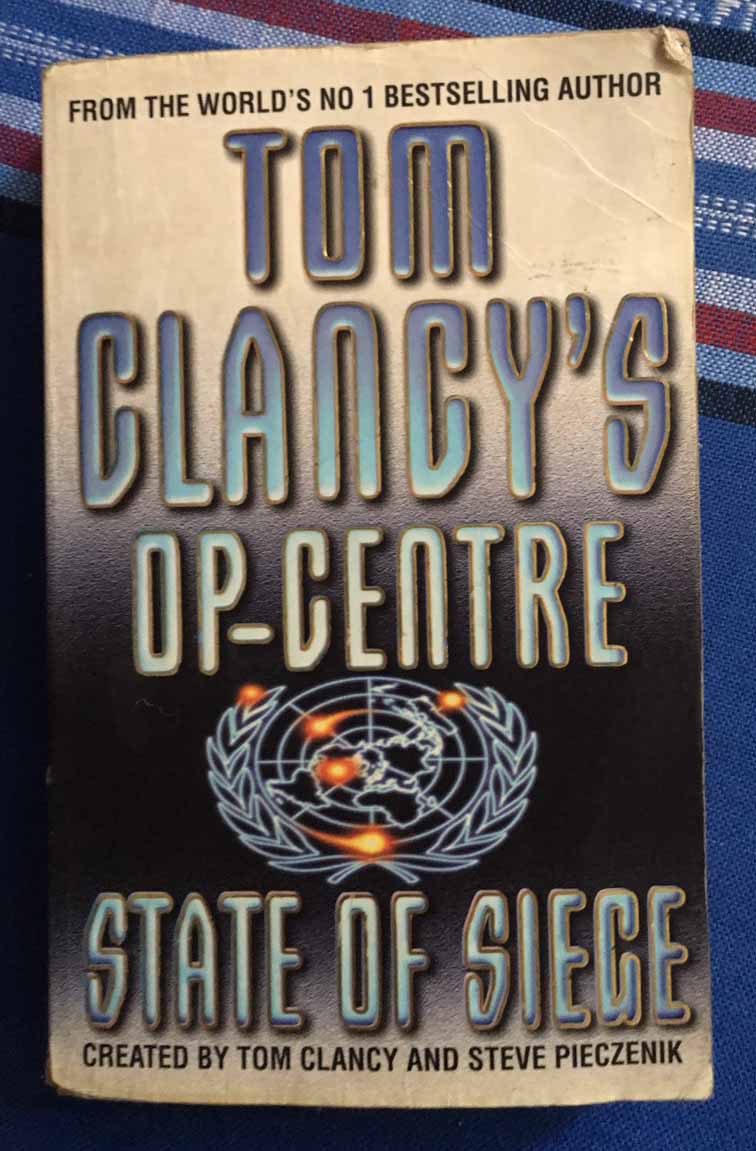 FROM THE WORLD'S NO 1 BESTSELLING AUTHOR
TOM
CLANCY'S
OP-CENTRE
STATE OF SIEGE
CREATED BY TOM CLANCY AND STEVE PIECZENIK